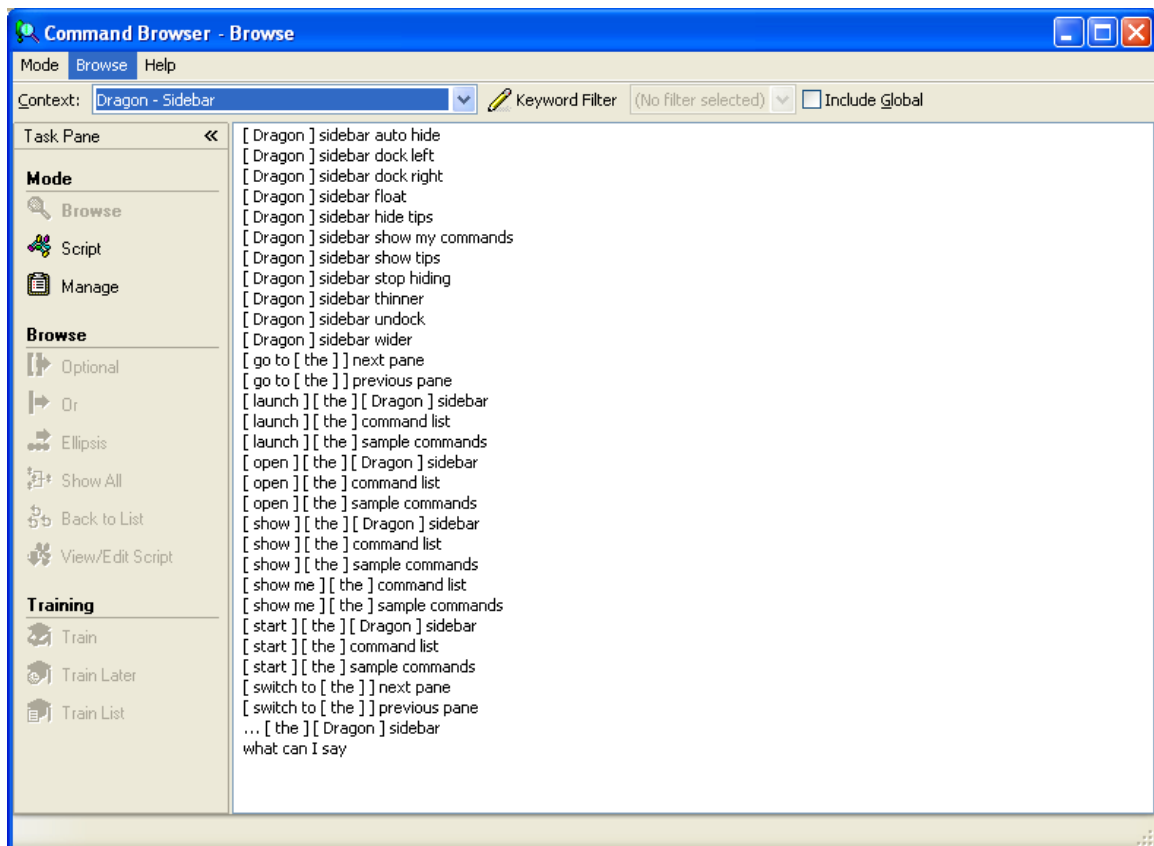 Command Browser - Browse
Mode Browse Help
Context: Dragon - Sidebar Keyword Filter (No filter selected) Include Global
Task Pane «
Mode
Browse
Script
Manage
Browse
Optional
Or
Ellipsis
Show All
Back to List
View/Edit Script
Training
Train
Train Later
Train List
[ Dragon ] sidebar auto hide
[ Dragon ] sidebar dock left
[ Dragon ] sidebar dock right
[ Dragon ] sidebar float
[ Dragon ] sidebar hide tips
[ Dragon ] sidebar show my commands
[ Dragon ] sidebar show tips
[ Dragon ] sidebar stop hiding
[ Dragon ] sidebar thinner
[ Dragon ] sidebar undock
[ Dragon ] sidebar wider
[ go to [ the ] ] next pane
[ go to [ the ] ] previous pane
[ launch ] [ the ] [ Dragon ] sidebar
[ launch ] [ the ] command list
[ launch ] [ the ] sample commands
[ open ] [ the ] [ Dragon ] sidebar
[ open ] [ the ] command list
[ open ] [ the ] sample commands
[ show ] [ the ] [ Dragon ] sidebar
[ show ] [ the ] command list
[ show ] [ the ] sample commands
[ show me ] [ the ] command list
[ show me ] [ the ] sample commands
[ start ] [ the ] [ Dragon ] sidebar
[ start ] [ the ] command list
[ start ] [ the ] sample commands
[ switch to [ the ] ] next pane
[ switch to [ the ] ] previous pane
... [ the ] [ Dragon ] sidebar
what can I say